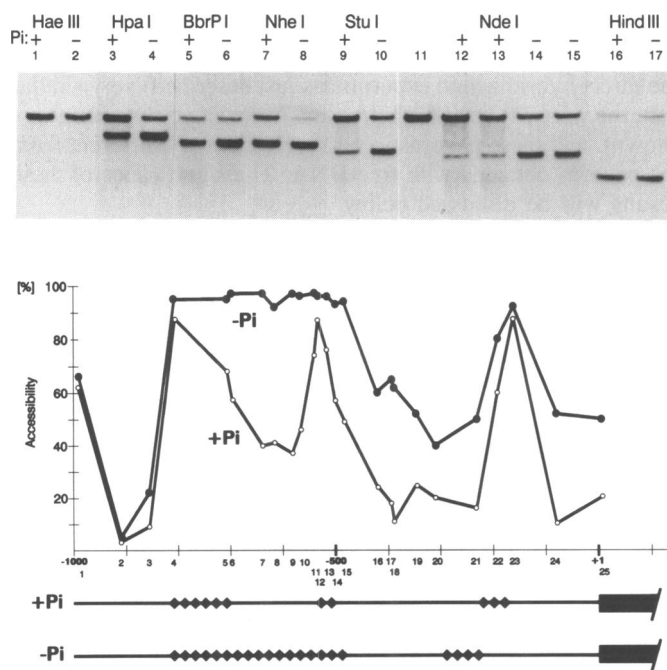 Hae III Hpa I BbrP I Nhe I Stu I Nde I Hind III
Pi: + − + − + − + − + − + + − − + −
1 2 3 4 5 6 7 8 9 10 11 12 13 14 15 16 17
[%]
100
80
60
40
20
Accessibility
-Pi
+Pi
-1000 -500 +1
1 2 3 4 5 6 7 8 9 10 11 12 13 14 15 16 17 18 19 20 21 22 23 24 25
+Pi
-Pi